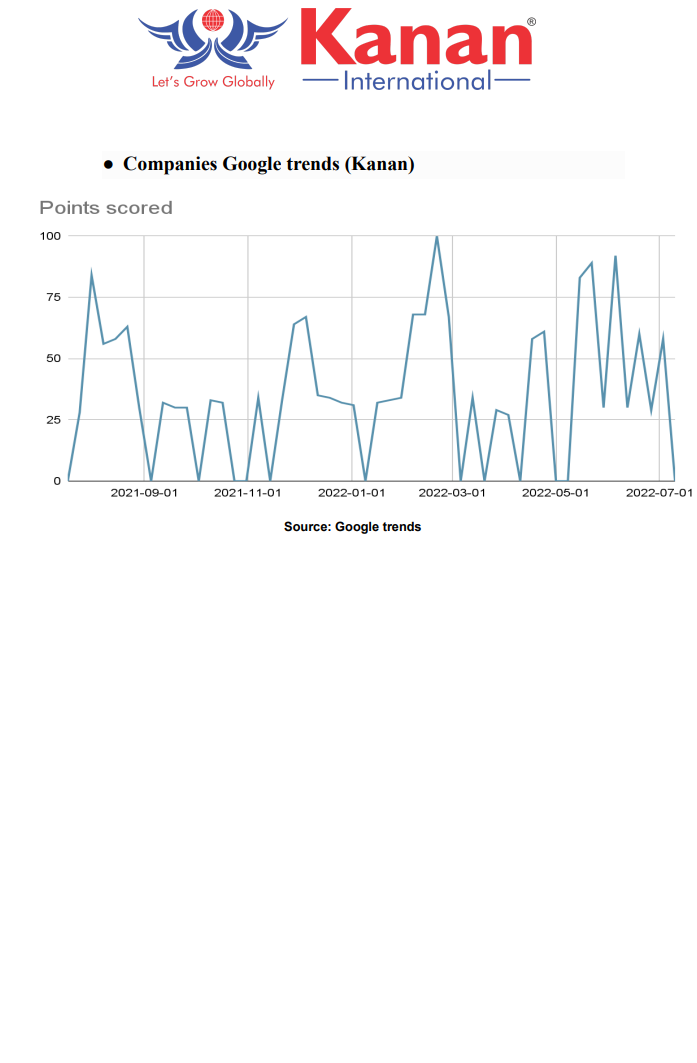 Kanan®
Let's Grow Globally
International
● Companies Google trends (Kanan)
Points scored
100
75
50
25
0
2021-09-01 2021-11-01 2022-01-01 2022-03-01 2022-05-01 2022-07-01
Source: Google trends